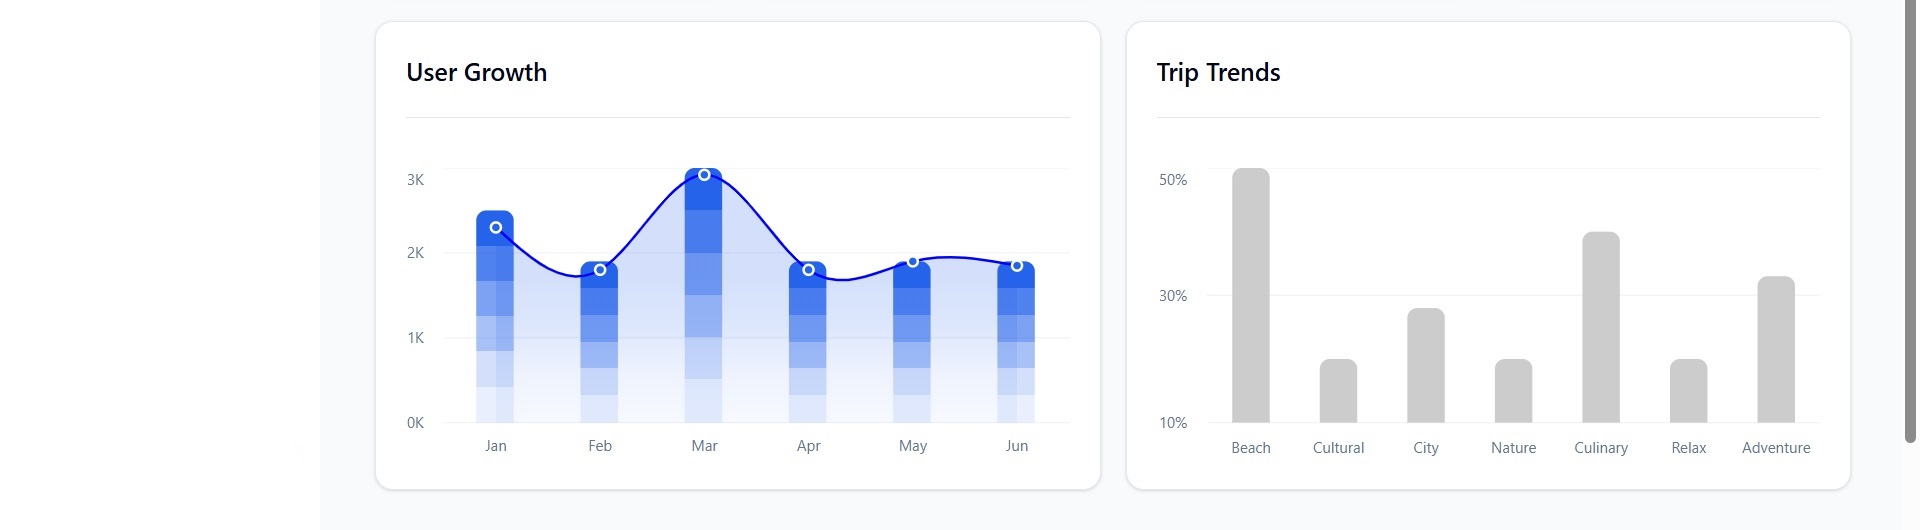 User Growth
3K
2K
1K
0K
Jan Feb Mar Apr May Jun
Trip Trends
50%
30%
10%
Beach Cultural City Nature Culinary Relax Adventure